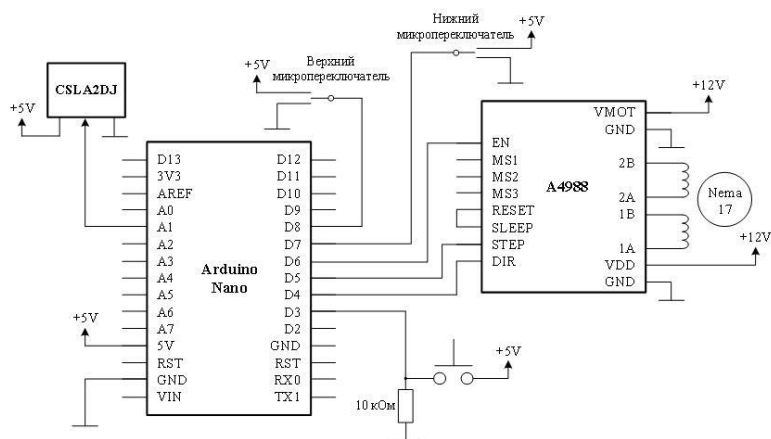 Нижний
микропереключатель
+5V
Верхний
микропереключатель
+5V
CSLA2DJ
+5V
+12V
VMOT
GND
EN
MS1
MS2
MS3
RESET
SLEEP
STEP
DIR
A4988
2B
2A
1B
1A
VDD
GND
Nema
17
+12V
D13
3V3
AREF
A0
A1
A2
A3
A4
A5
A6
A7
5V
RST
GND
VIN
Arduino
Nano
D12
D11
D10
D9
D8
D7
D6
D5
D4
D3
D2
GND
RST
RX0
TX1
+5V
+5V
10 кОм